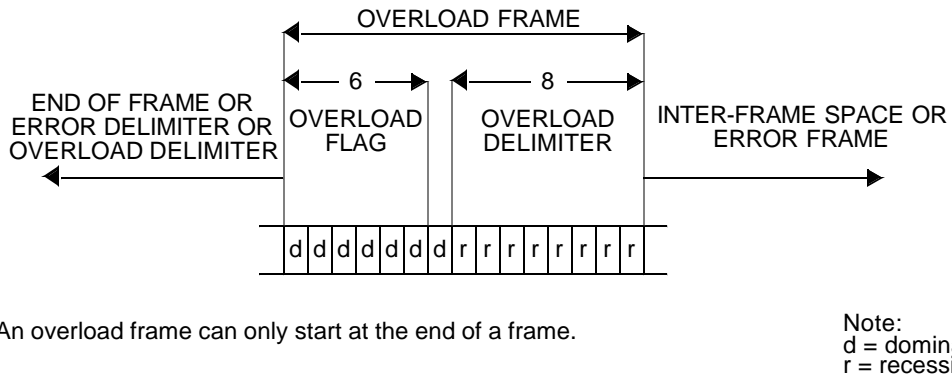 OVERLOAD FRAME
6
8
END OF FRAME OR
ERROR DELIMITER OR
OVERLOAD DELIMITER
OVERLOAD
FLAG
OVERLOAD
DELIMITER
INTER-FRAME SPACE OR
ERROR FRAME
d d d d d d d r r r r r r r r
An overload frame can only start at the end of a frame.
Note:
d = domina
r = recessi